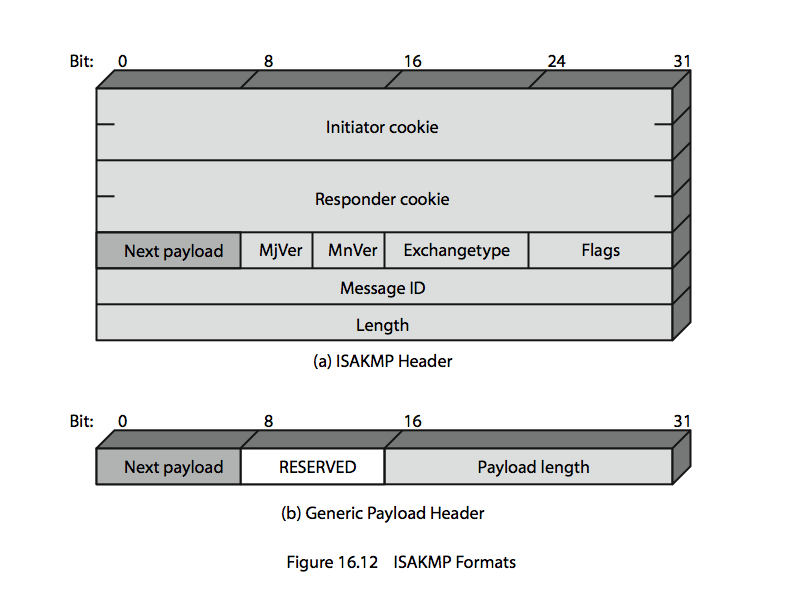 Bit: 0 8 16 24 31
Initiator cookie
Responder cookie
Next payload MjVer MnVer Exchangetype Flags
Message ID
Length
(a) ISAKMP Header
Bit: 0 8 16 31
Next payload RESERVED Payload length
(b) Generic Payload Header
Figure 16.12 ISAKMP Formats